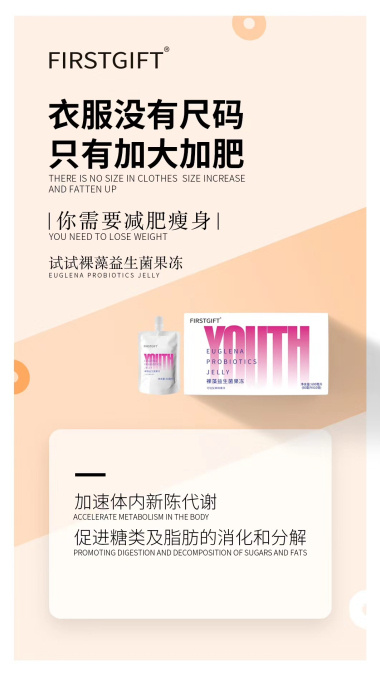 FIRSTGIFT®
衣服没有尺码
只有加大加肥
THERE IS NO SIZE IN CLOTHES SIZE INCREASE
AND FATTEN UP
|你需要减肥瘦身|
YOU NEED TO LOSE WEIGHT
试试裸藻益生菌果冻
EUGLENA PROBIOTICS JELLY
FIRSTGIFT
YOUTH
FIRSTGIFT®
YOUTH
EUGLENA
PROBIOTICS
JELLY
裸藻益生菌果冻
加速体内新陈代谢
ACCELERATE METABOLISM IN THE BODY
促进糖类及脂肪的消化和分解
PROMOTING DIGESTION AND DECOMPOSITION OF SUGARS AND FATS